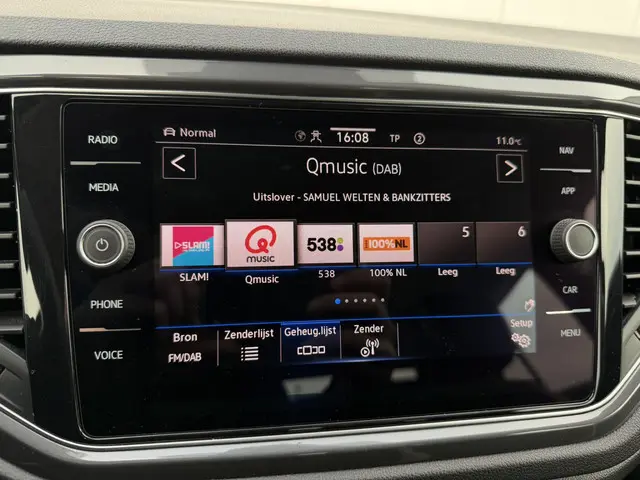 RADIO
MEDIA
PHONE
VOICE
Normal
16:08
TP
2
11.0°C
NAV
APP
CAR
MENU
<
Qmusic (DAB)
>
Uitslover - SAMUEL WELTEN & BANKZITTERS
SLAM!
Q
MUSIC
538
100%NL
5
6
SLAM!
Qmusic
538
100% NL
Leeg
Leeg
Bron
FM/DAB
Zenderlijst
Geheug.lijst
Zender
Setup